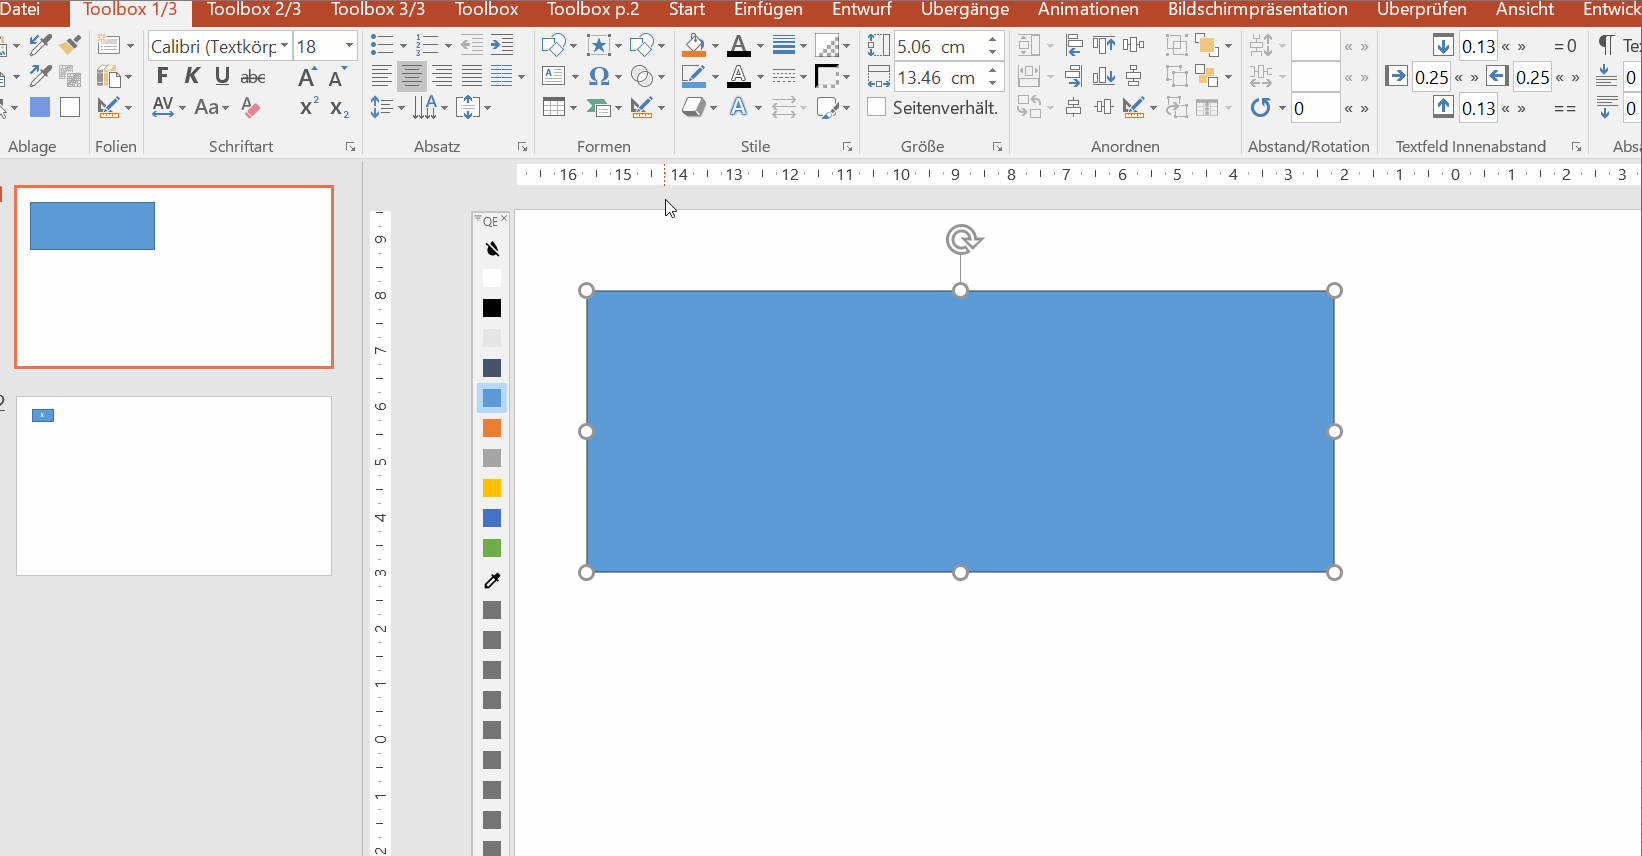 Datei Toolbox 1/3 Toolbox 2/3 Toolbox 3/3 Toolbox Toolbox p.2 Start Einfügen Entwurf Übergänge Animationen Bildschirmpräsentation Überprüfen Ansicht Entwick
Calibri (Textkörp 18 5.06 cm « » 0.13 « » = 0 Te
F K U abc A A 13.46 cm « » 0.25 « » 0.25 « » 0
AV Aa x² x₂ Seitenverhält. 0 « » 0.13 « » == 0
Ablage Folien Schriftart Absatz Formen Stile Größe Anordnen Abstand/Rotation Textfeld Innenabstand Absa
16 15 14 13 12 11 10 9 8 7 6 5 4 3 2 1 0 1 2 3
QE
9
8
7
6
5
4
3
2
1
0
1
2
2
x